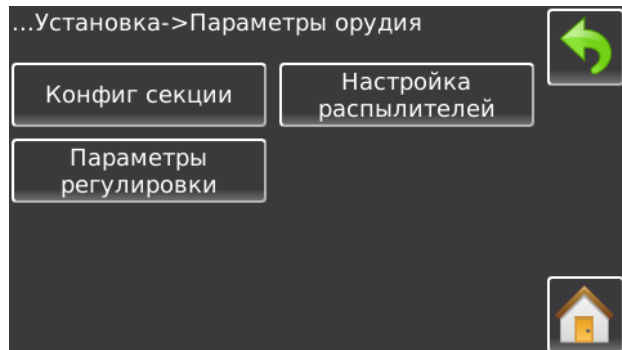 ...Установка->Параметры орудия
Конфиг секции
Настройка
распылителей
Параметры
регулировки